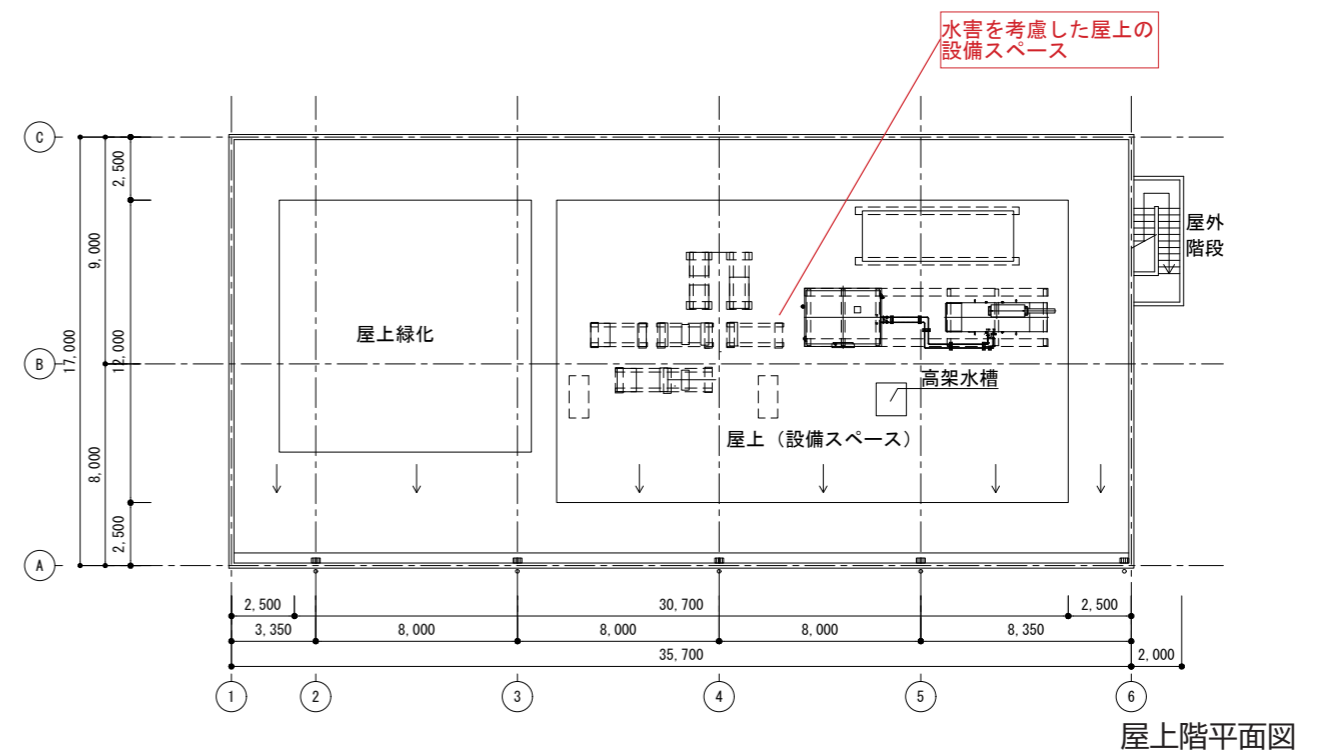 水害を考慮した屋上の
設備スペース
C
2,500
9,000
17,000
12,000
B
8,000
2,500
A
屋外
階段
屋上緑化
高架水槽
屋上（設備スペース）
2,500
30,700
2,500
3,350
8,000
8,000
8,000
8,350
35,700
2,000
1
2
3
4
5
6
屋上階平面図